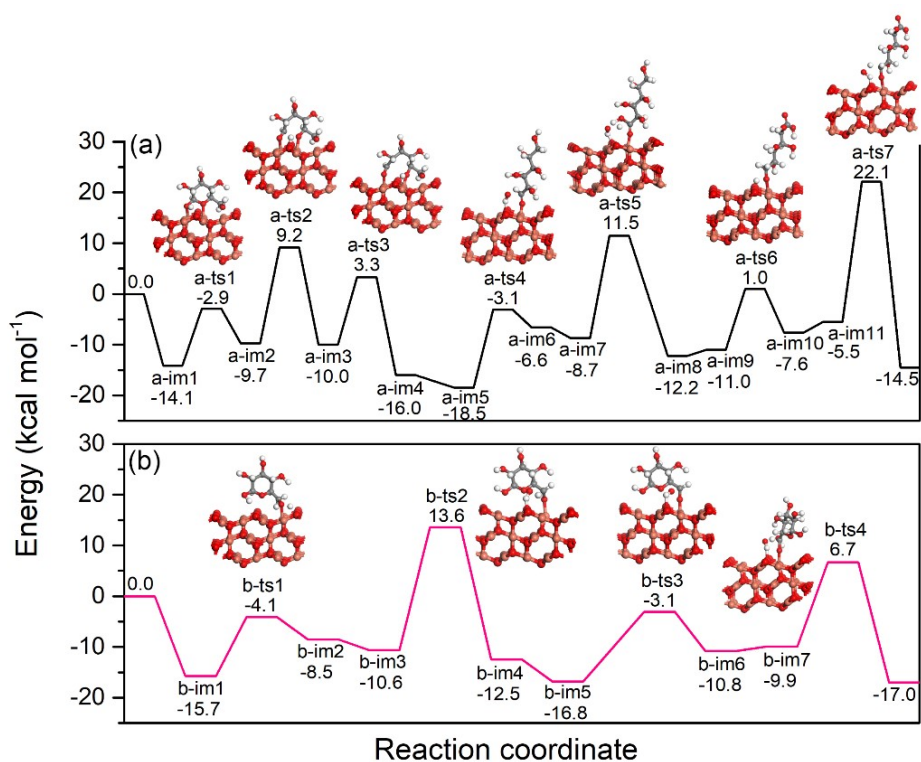 30
20
10
0
-10
-20
(a)
0.0
a-im1
-14.1
a-ts1
-2.9
a-im2
-9.7
a-ts2
9.2
a-im3
-10.0
a-ts3
3.3
a-im4
-16.0
a-im5
-18.5
a-ts4
-3.1
a-im6
-6.6
a-im7
-8.7
a-ts5
11.5
a-im8
-12.2
a-im9
-11.0
a-ts6
1.0
a-im10
-7.6
a-im11
-5.5
a-ts7
22.1
-14.5
Energy (kcal mol⁻¹)
30
20
10
0
-10
-20
(b)
0.0
b-im1
-15.7
b-ts1
-4.1
b-im2
-8.5
b-im3
-10.6
b-ts2
13.6
b-im4
-12.5
b-im5
-16.8
b-ts3
-3.1
b-im6
-10.8
b-im7
-9.9
b-ts4
6.7
-17.0
Reaction coordinate